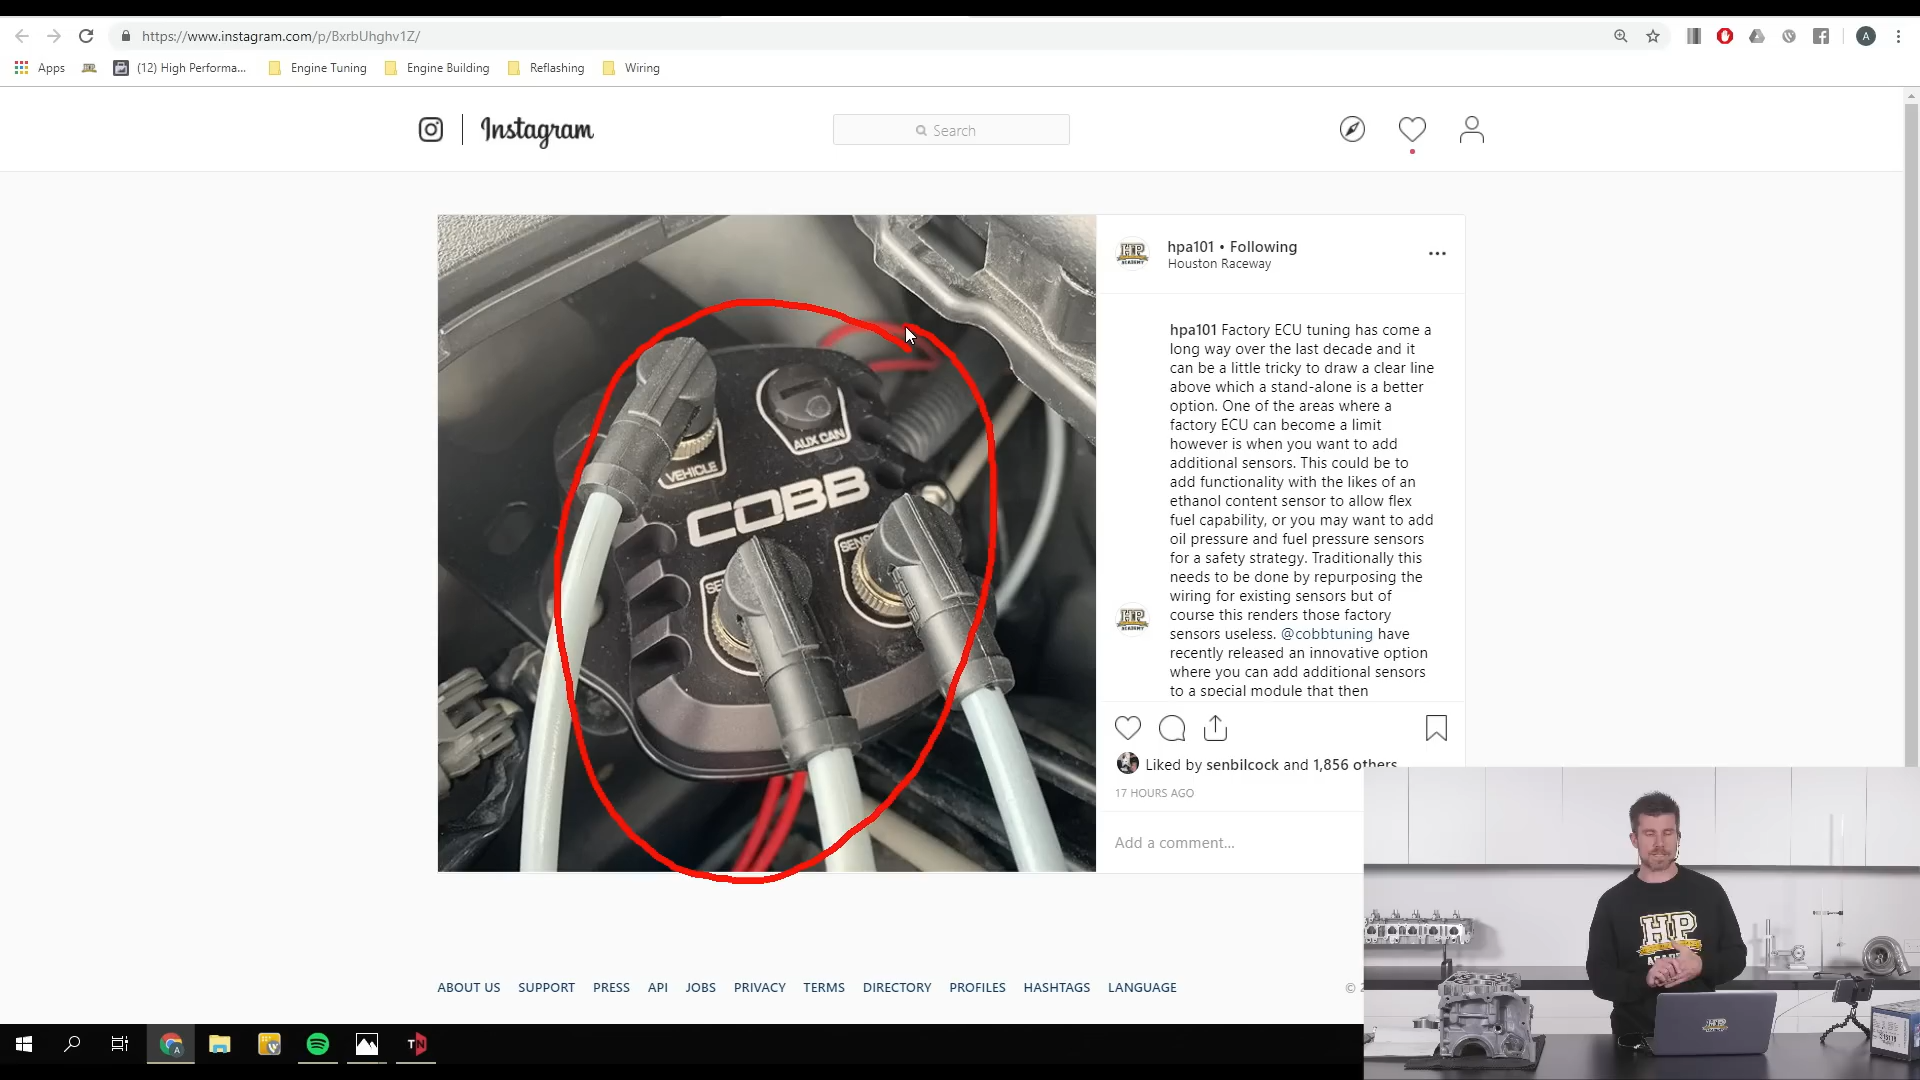 https://www.instagram.com/p/BxrbUhghv1Z/
A
Apps
(12) High Performa...
Engine Tuning
Engine Building
Reflashing
Wiring
Instagram
Search
hpa101 • Following
Houston Raceway
HP
ACADEMY
VEHICLE
AUX CAN
COBB
hpa101 Factory ECU tuning has come a
long way over the last decade and it
can be a little tricky to draw a clear line
above which a stand-alone is a better
option. One of the areas where a
factory ECU can become a limit
however is when you want to add
additional sensors. This could be to
add functionality with the likes of an
ethanol content sensor to allow flex
fuel capability, or you may want to add
oil pressure and fuel pressure sensors
for a safety strategy. Traditionally this
needs to be done by repurposing the
wiring for existing sensors but of
course this renders those factory
sensors useless. @cobbtuning have
recently released an innovative option
where you can add additional sensors
to a special module that then
HP
ACADEMY
Liked by senbilcock and 1,856 others
17 HOURS AGO
Add a comment...
ABOUT US SUPPORT PRESS API JOBS PRIVACY TERMS DIRECTORY PROFILES HASHTAGS LANGUAGE
©
HP